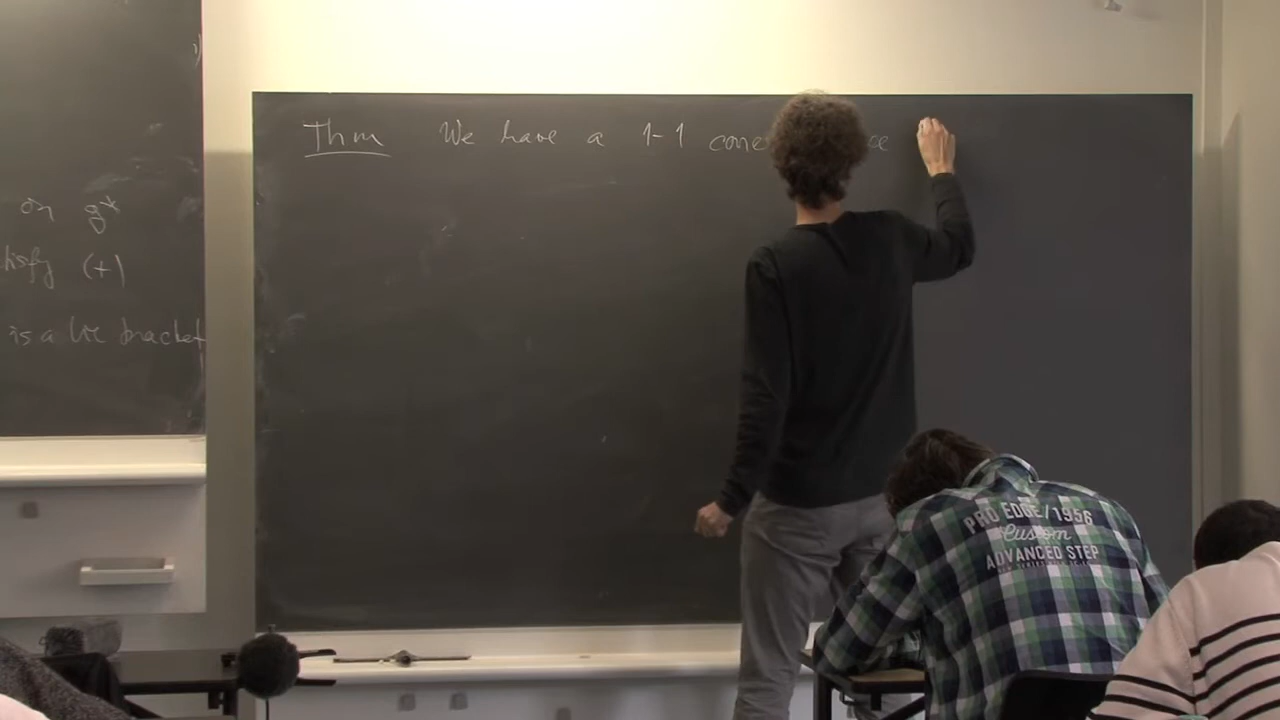 on g*
(+)
is a Lie bracket
Thm We have a 1-1
PRO EDGE/1956
Custom
ADVANCED STEP